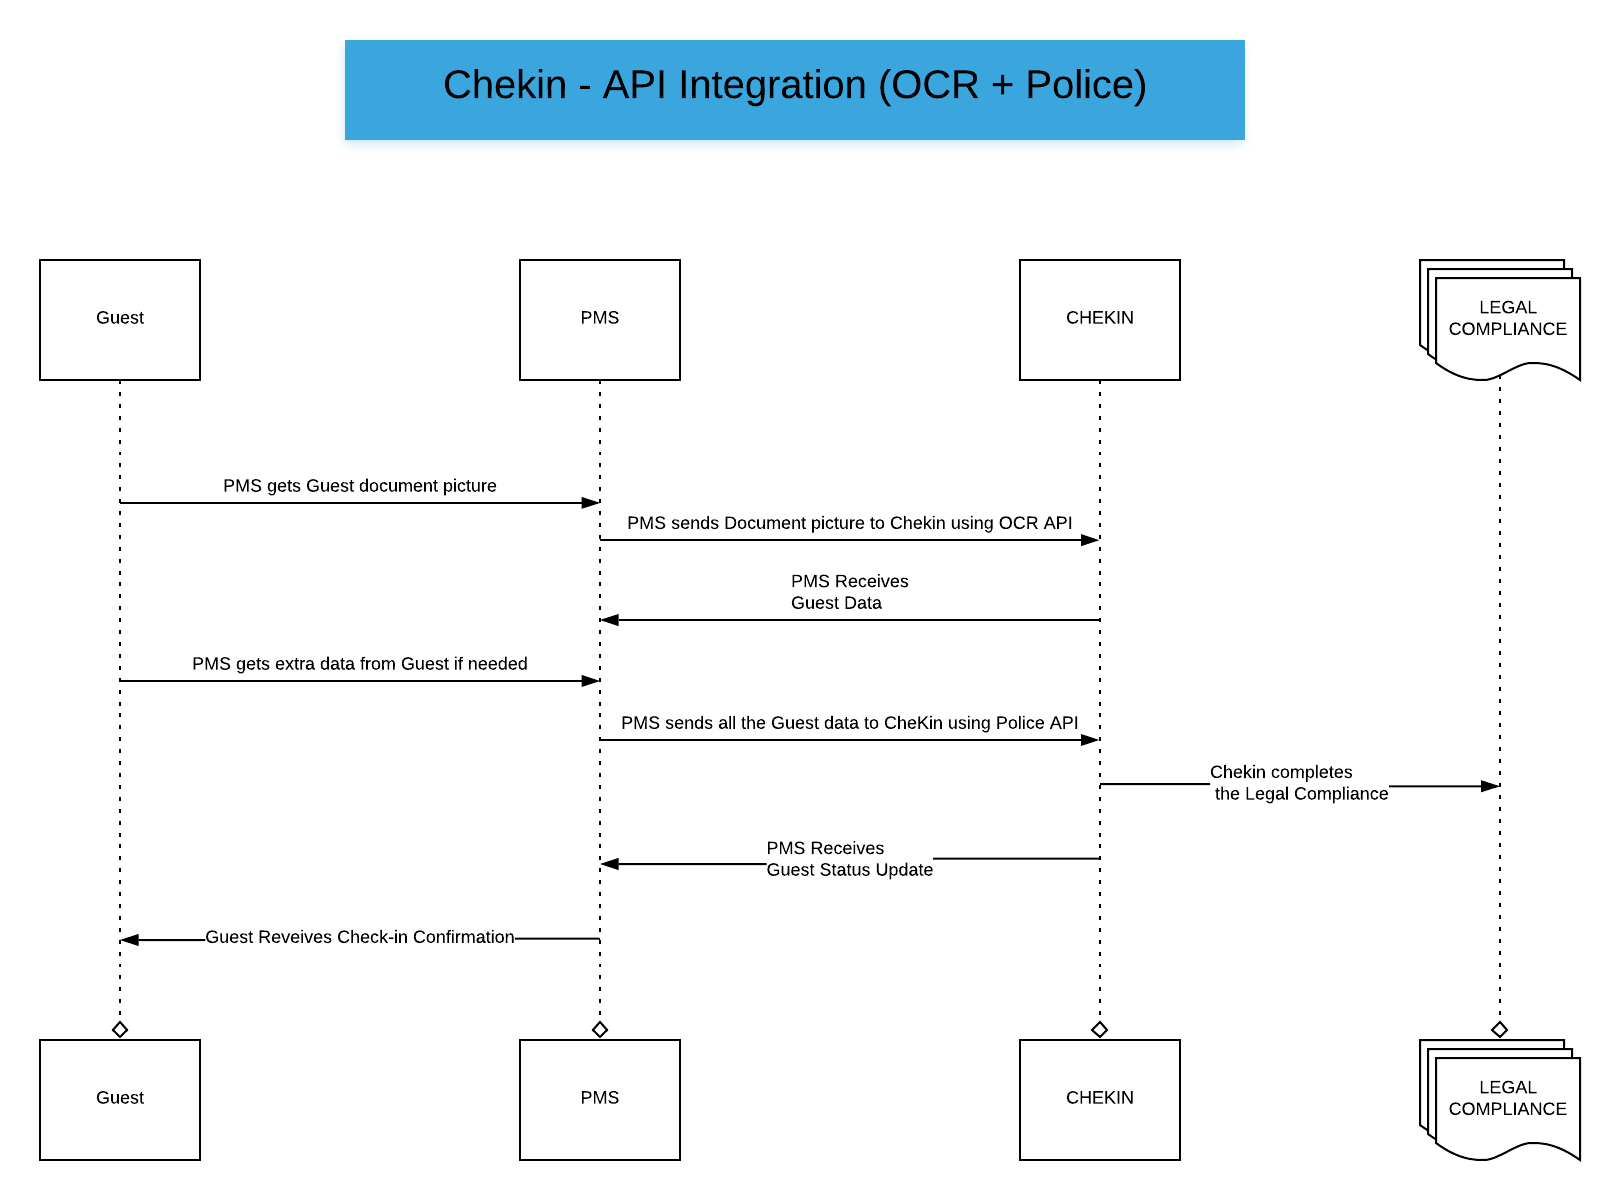 Chekin - API Integration (OCR + Police)
Guest
PMS
CHEKIN
LEGAL
COMPLIANCE
PMS gets Guest document picture
PMS sends Document picture to Chekin using OCR API
PMS Receives
Guest Data
PMS gets extra data from Guest if needed
PMS sends all the Guest data to CheKin using Police API
Chekin completes
the Legal Compliance
PMS Receives
Guest Status Update
Guest Reveives Check-in Confirmation
Guest
PMS
CHEKIN
LEGAL
COMPLIANCE